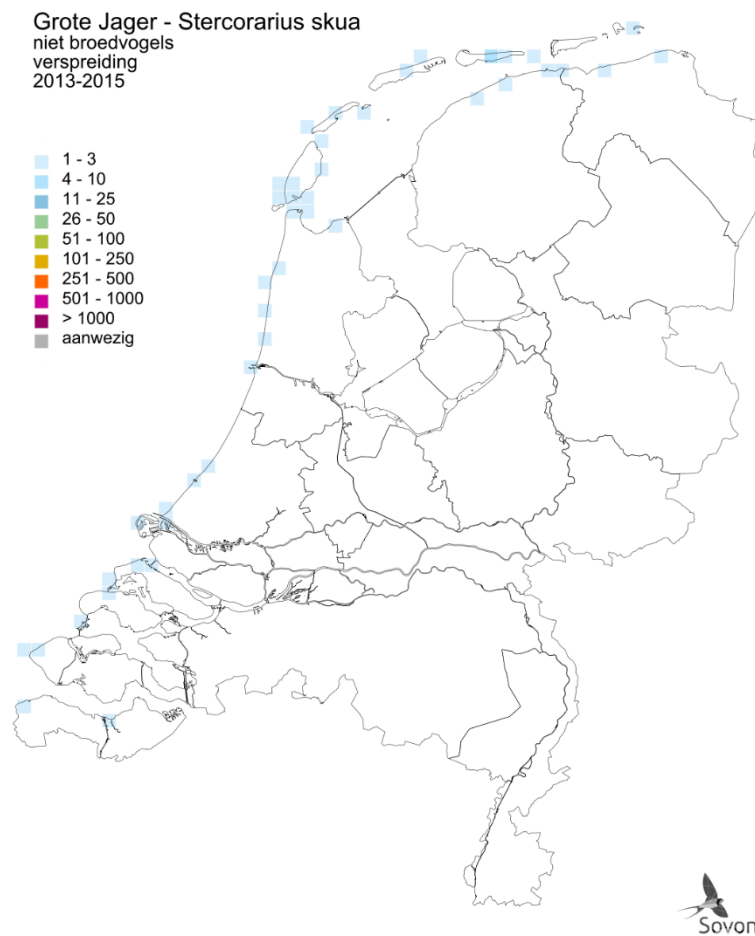 Grote Jager - Stercorarius skua
niet broedvogels
verspreiding
2013-2015
1 - 3
4 - 10
11 - 25
26 - 50
51 - 100
101 - 250
251 - 500
501 - 1000
> 1000
aanwezig
Sovon